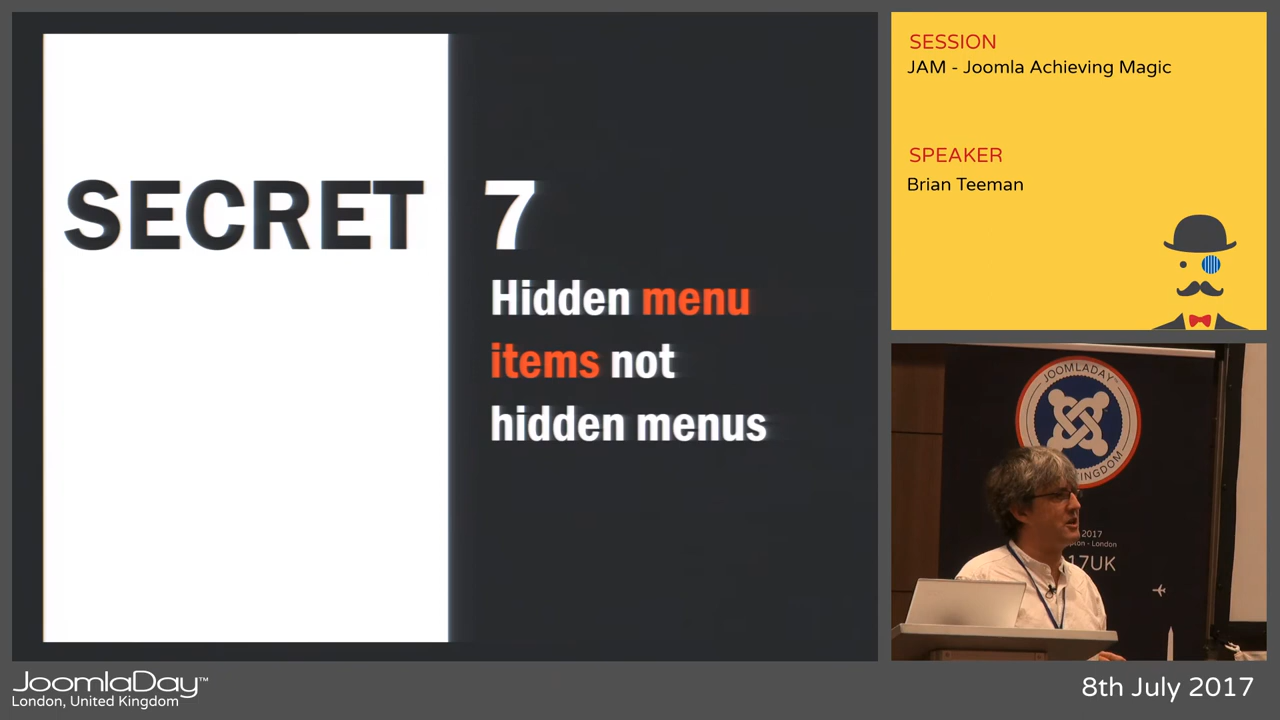 SECRET 7
Hidden menu
items not
hidden menus
SESSION
JAM - Joomla Achieving Magic
SPEAKER
Brian Teeman
JOOMLADAY
2017
London
17UK
JoomlaDay™
London, United Kingdom
8th July 2017